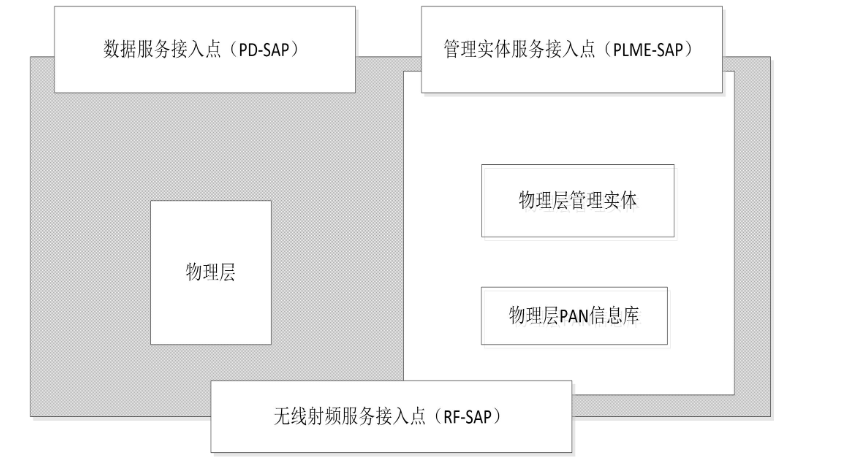 数据服务接入点（PD-SAP）
管理实体服务接入点（PLME-SAP）
物理层管理实体
物理层
物理层PAN信息库
无线射频服务接入点（RF-SAP）